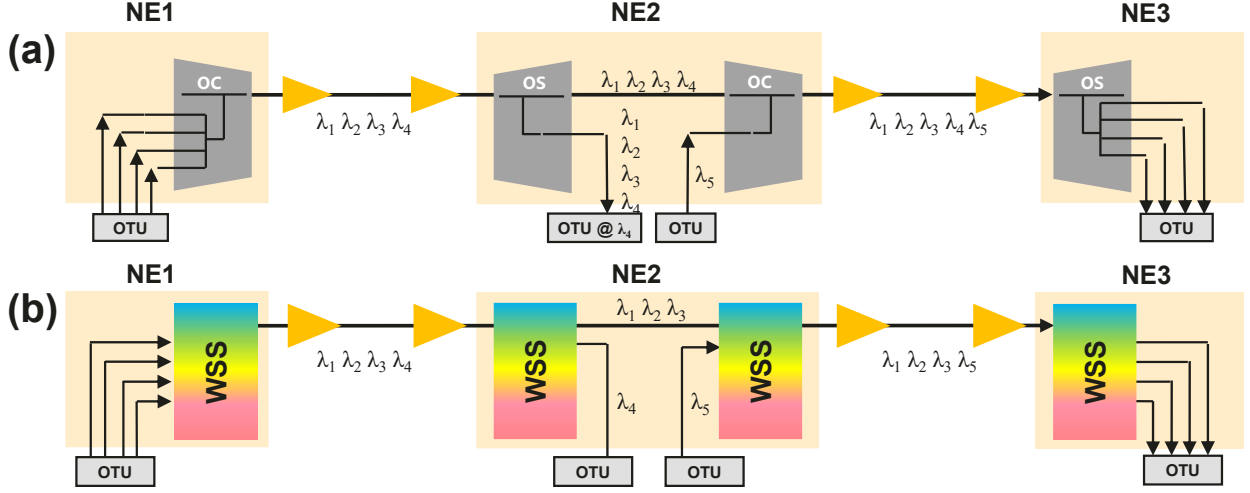 NE1 NE2 NE3
(a)
OC
OS
λ1 λ2 λ3 λ4
OC
OS
λ1 λ2 λ3 λ4
λ1
λ2
λ3
λ4
λ5
λ1 λ2 λ3 λ4 λ5
OTU
OTU @ λ4
OTU
OTU
NE1 NE2 NE3
(b)
WSS
WSS
λ1 λ2 λ3
WSS
WSS
λ1 λ2 λ3 λ4
λ4
λ5
λ1 λ2 λ3 λ5
OTU
OTU
OTU
OTU